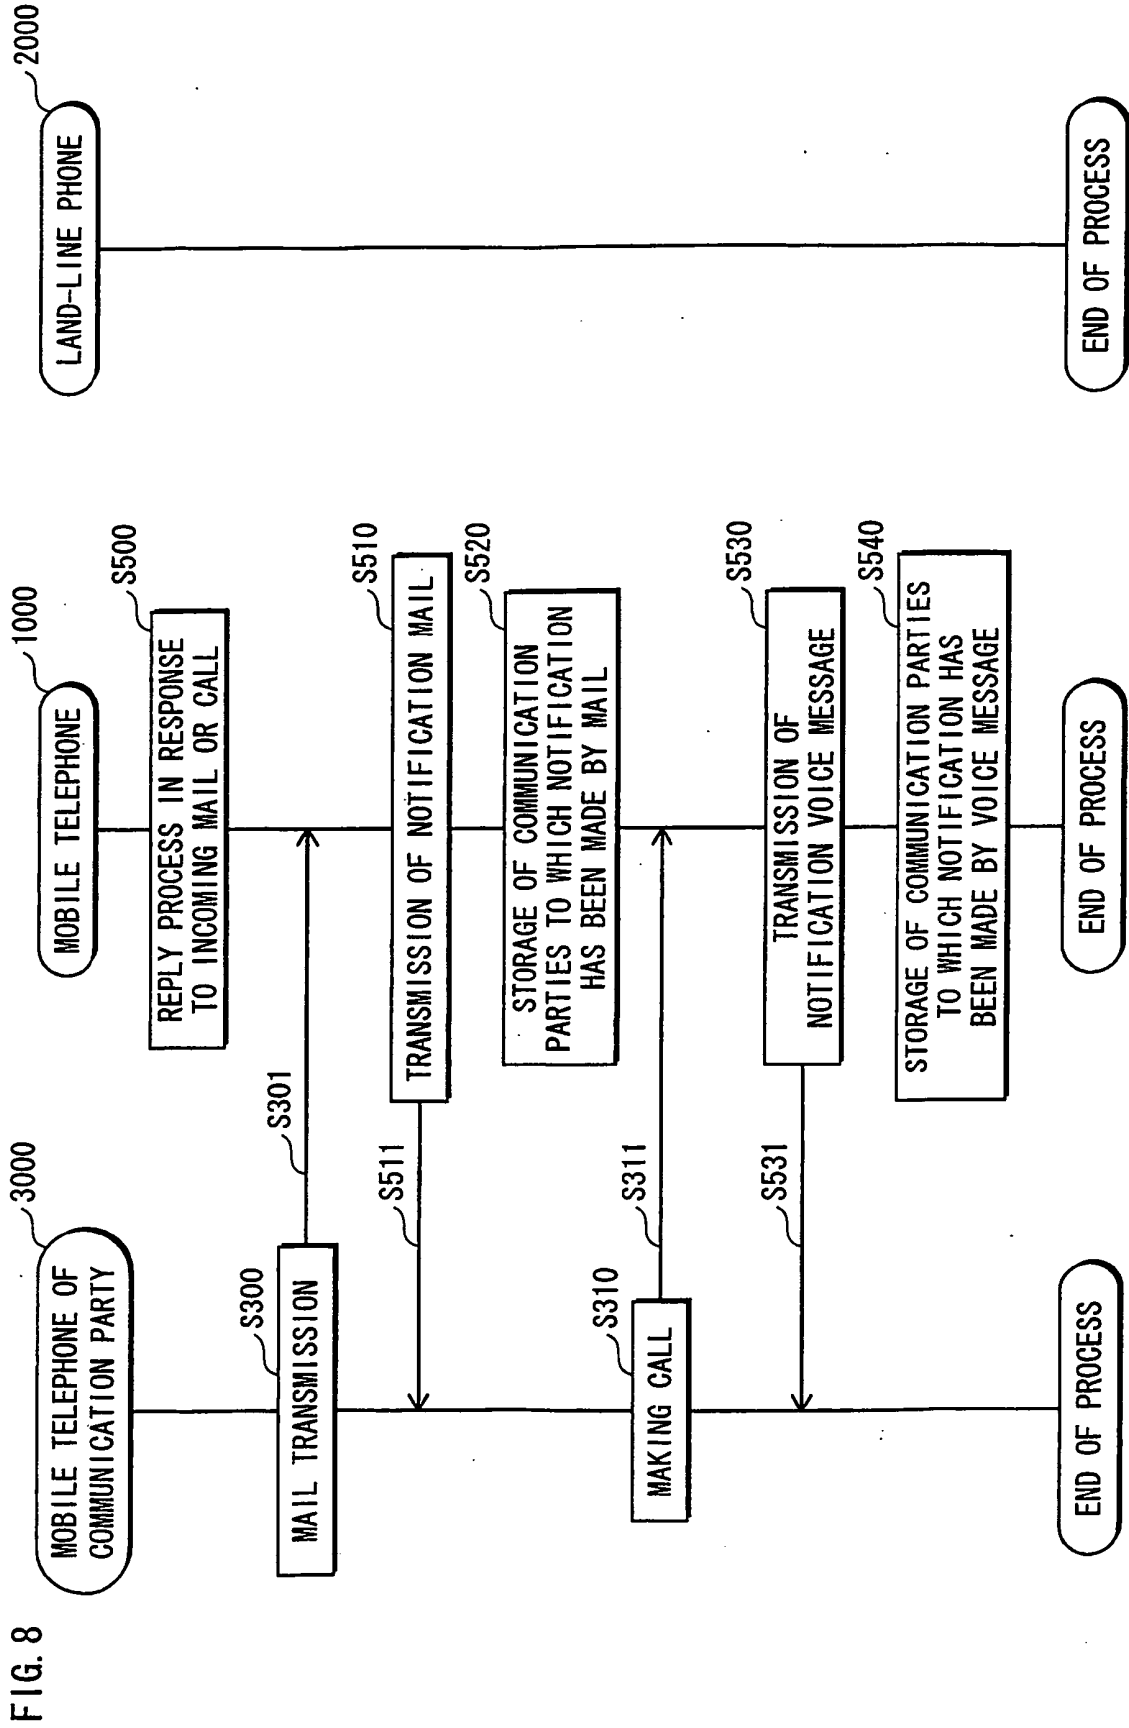 FIG. 8
3000
MOBILE TELEPHONE OF
COMMUNICATION PARTY
1000
MOBILE TELEPHONE
2000
LAND-LINE PHONE
S500
REPLY PROCESS IN RESPONSE
TO INCOMING MAIL OR CALL
S300
MAIL TRANSMISSION
S301
S510
TRANSMISSION OF NOTIFICATION MAIL
S511
S520
STORAGE OF COMMUNICATION
PARTIES TO WHICH NOTIFICATION
HAS BEEN MADE BY MAIL
S310
MAKING CALL
S311
S530
TRANSMISSION OF
NOTIFICATION VOICE MESSAGE
S531
S540
STORAGE OF COMMUNICATION PARTIES
TO WHICH NOTIFICATION HAS
BEEN MADE BY VOICE MESSAGE
END OF PROCESS
END OF PROCESS
END OF PROCESS